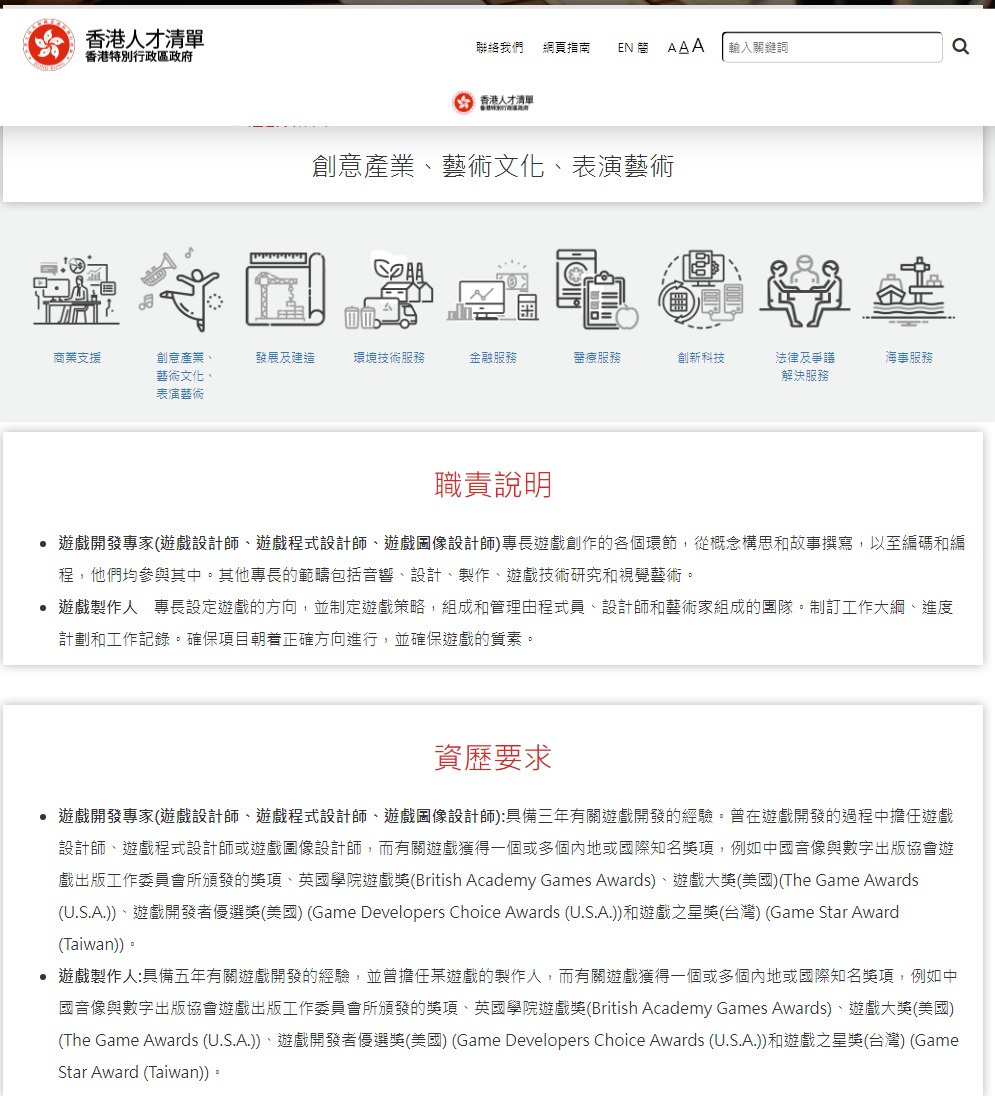 香港人才清單
香港特別行政區政府
聯絡我們 網頁指南 EN 簡 A A A 輸入關鍵詞
香港人才清單
香港特別行政區政府
創意產業、藝術文化、表演藝術
商業支援
創意產業、
藝術文化、
表演藝術
發展及建造
環境技術服務
金融服務
醫療服務
創新科技
法律及爭議
解決服務
海事服務
職責說明
遊戲開發專家(遊戲設計師、遊戲程式設計師、遊戲圖像設計師)專長遊戲創作的各個環節，從概念構思和故事撰寫，以至編碼和編
程，他們均參與其中。其他專長的範疇包括音響、設計、製作、遊戲技術研究和視覺藝術。
遊戲製作人　專長設定遊戲的方向，並制定遊戲策略，組成和管理由程式員、設計師和藝術家組成的團隊。制訂工作大綱、進度
計劃和工作記錄。確保項目朝着正確方向進行，並確保遊戲的質素。
資歷要求
遊戲開發專家(遊戲設計師、遊戲程式設計師、遊戲圖像設計師):具備三年有關遊戲開發的經驗。曾在遊戲開發的過程中擔任遊戲
設計師、遊戲程式設計師或遊戲圖像設計師，而有關遊戲獲得一個或多個內地或國際知名獎項，例如中國音像與數字出版協會遊
戲出版工作委員會所頒發的獎項、英國學院遊戲獎(British Academy Games Awards)、遊戲大獎(美國)(The Game Awards
(U.S.A.))、遊戲開發者優選獎(美國) (Game Developers Choice Awards (U.S.A.))和遊戲之星獎(台灣) (Game Star Award
(Taiwan))。
遊戲製作人:具備五年有關遊戲開發的經驗，並曾擔任某遊戲的製作人，而有關遊戲獲得一個或多個內地或國際知名獎項，例如中
國音像與數字出版協會遊戲出版工作委員會所頒發的獎項、英國學院遊戲獎(British Academy Games Awards)、遊戲大獎(美國)
(The Game Awards (U.S.A.))、遊戲開發者優選獎(美國) (Game Developers Choice Awards (U.S.A.))和遊戲之星獎(台灣) (Game
Star Award (Taiwan))。